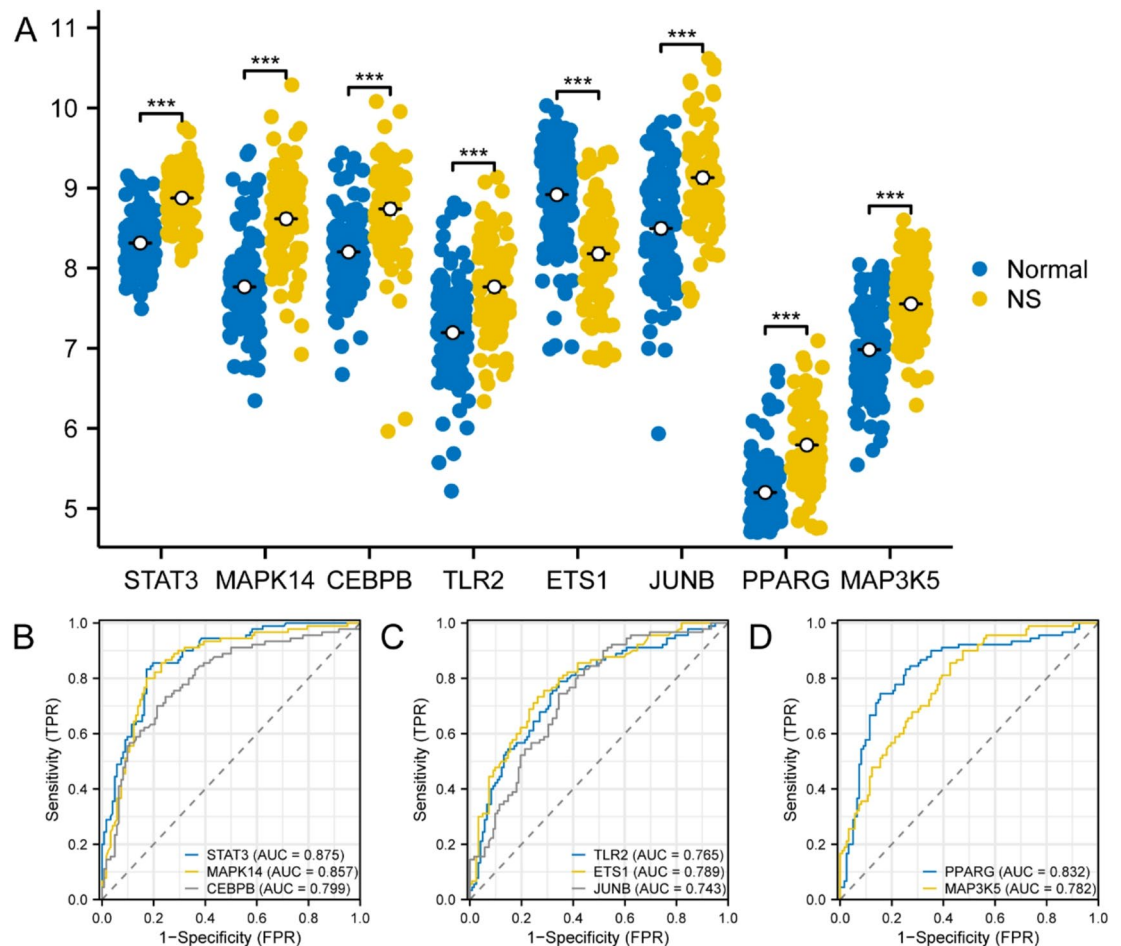 A
11
10
9
8
7
6
5
*** *** *** *** *** *** *** ***
Normal
NS
STAT3 MAPK14 CEBPB TLR2 ETS1 JUNB PPARG MAP3K5
B
Sensitivity (TPR)
1.0
0.8
0.6
0.4
0.2
0.0
STAT3 (AUC = 0.875)
MAPK14 (AUC = 0.857)
CEBPB (AUC = 0.799)
0.0 0.2 0.4 0.6 0.8 1.0
1−Specificity (FPR)
C
Sensitivity (TPR)
1.0
0.8
0.6
0.4
0.2
0.0
TLR2 (AUC = 0.765)
ETS1 (AUC = 0.789)
JUNB (AUC = 0.743)
0.0 0.2 0.4 0.6 0.8 1.0
1−Specificity (FPR)
D
Sensitivity (TPR)
1.0
0.8
0.6
0.4
0.2
0.0
PPARG (AUC = 0.832)
MAP3K5 (AUC = 0.782)
0.0 0.2 0.4 0.6 0.8 1.0
1−Specificity (FPR)